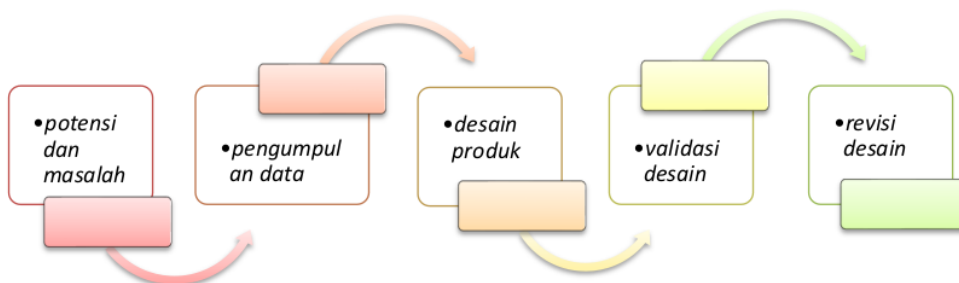 •potensi
dan
masalah
•pengumpul
an data
•desain
produk
•validasi
desain
•revisi
desain